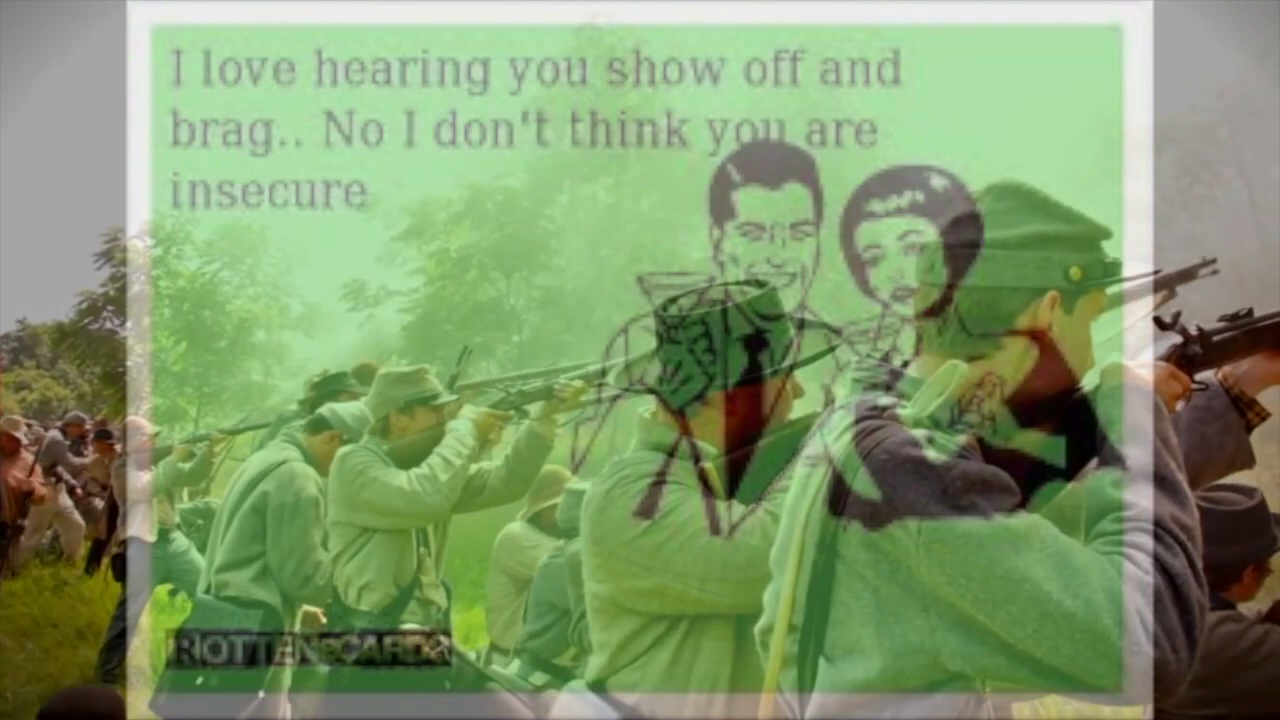 I love hearing you show off and
brag.. No I don't think you are
insecure
ROTTENECARDS